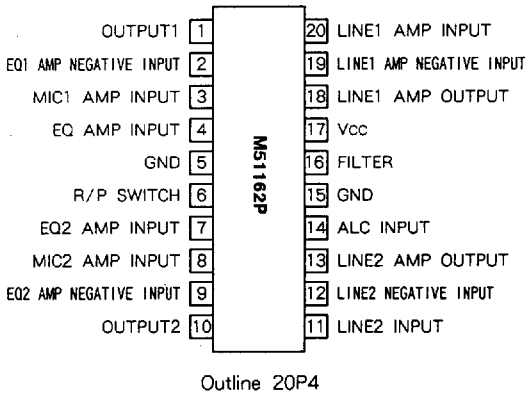 OUTPUT1 1 20 LINE1 AMP INPUT
EQ1 AMP NEGATIVE INPUT 2 19 LINE1 AMP NEGATIVE INPUT
MIC1 AMP INPUT 3 18 LINE1 AMP OUTPUT
EQ AMP INPUT 4 17 Vcc
GND 5 16 FILTER
R/P SWITCH 6 15 GND
EQ2 AMP INPUT 7 14 ALC INPUT
MIC2 AMP INPUT 8 13 LINE2 AMP OUTPUT
EQ2 AMP NEGATIVE INPUT 9 12 LINE2 NEGATIVE INPUT
OUTPUT2 10 11 LINE2 INPUT
M51162P
Outline 20P4